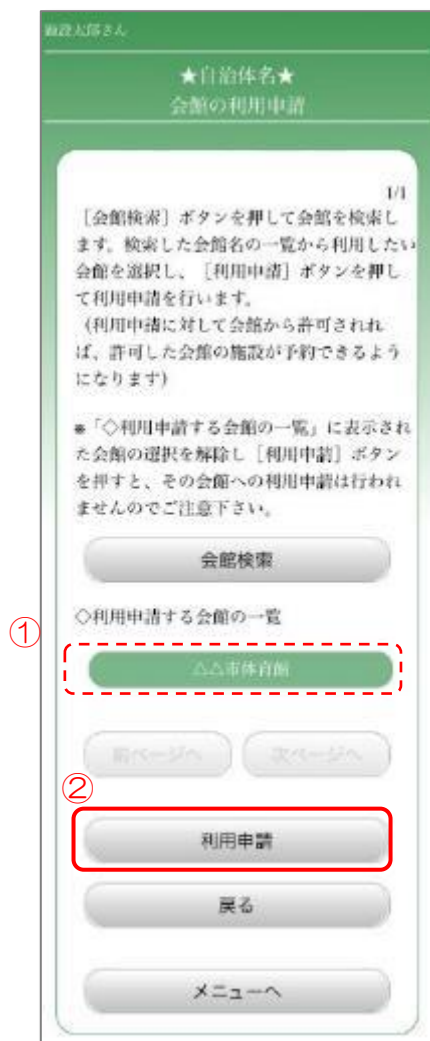 施設太郎さん
★自治体名★
会館の利用申請
1/1
［会館検索］ボタンを押して会館を検索し
ます。検索した会館名の一覧から利用したい
会館を選択し、［利用申請］ボタンを押し
て利用申請を行います。
（利用申請に対して会館から許可されれ
ば、許可した会館の施設が予約できるよう
になります）
※「◇利用申請する会館の一覧」に表示され
た会館の選択を解除し［利用申請］ボタン
を押すと、その会館への利用申請は行われ
ませんのでご注意下さい。
会館検索
◇利用申請する会館の一覧
①
△△市体育館
前ページへ 次ページへ
②
利用申請
戻る
メニューへ